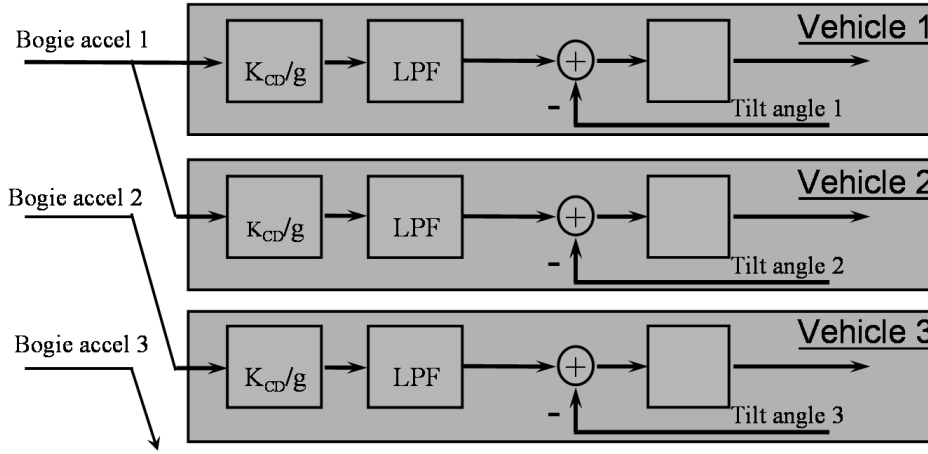 Vehicle 1
Bogie accel 1
K_CD/g
LPF
+
-
Tilt angle 1
Vehicle 2
Bogie accel 2
K_CD/g
LPF
+
-
Tilt angle 2
Vehicle 3
Bogie accel 3
K_CD/g
LPF
+
-
Tilt angle 3